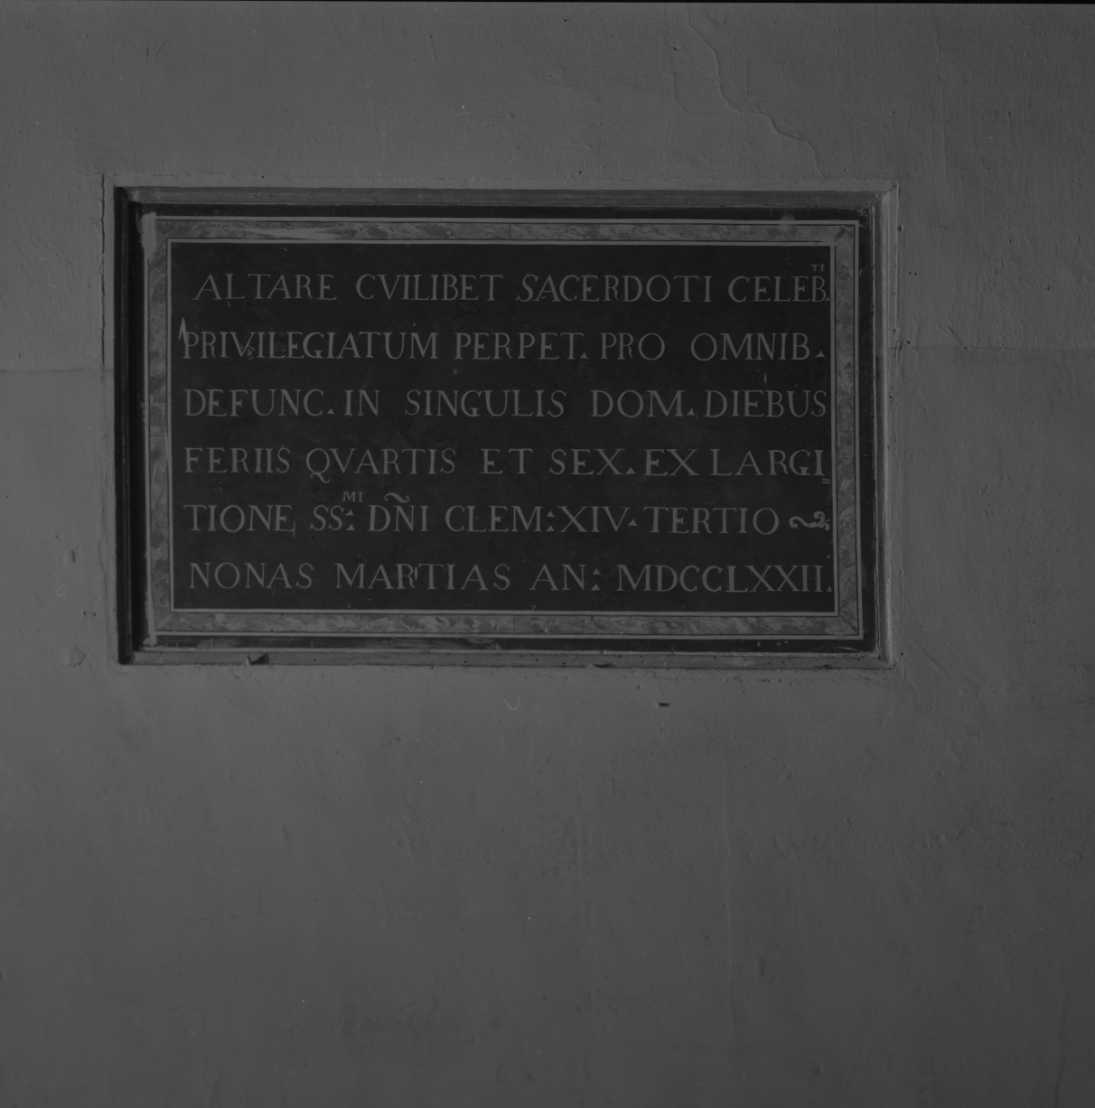 ALTARE CVILIBET SACERDOTI CELEB.TI
PRIVILEGIATUM PERPET. PRO OMNIB.
DEFUNC. IN SINGULIS DOM. DIEBUS
FERIIS QVARTIS ET SEX. EX LARGI=
TIONE SS:MI DÑI CLEM: XIV. TERTIO
NONAS MARTIAS AN: MDCCLXXII.